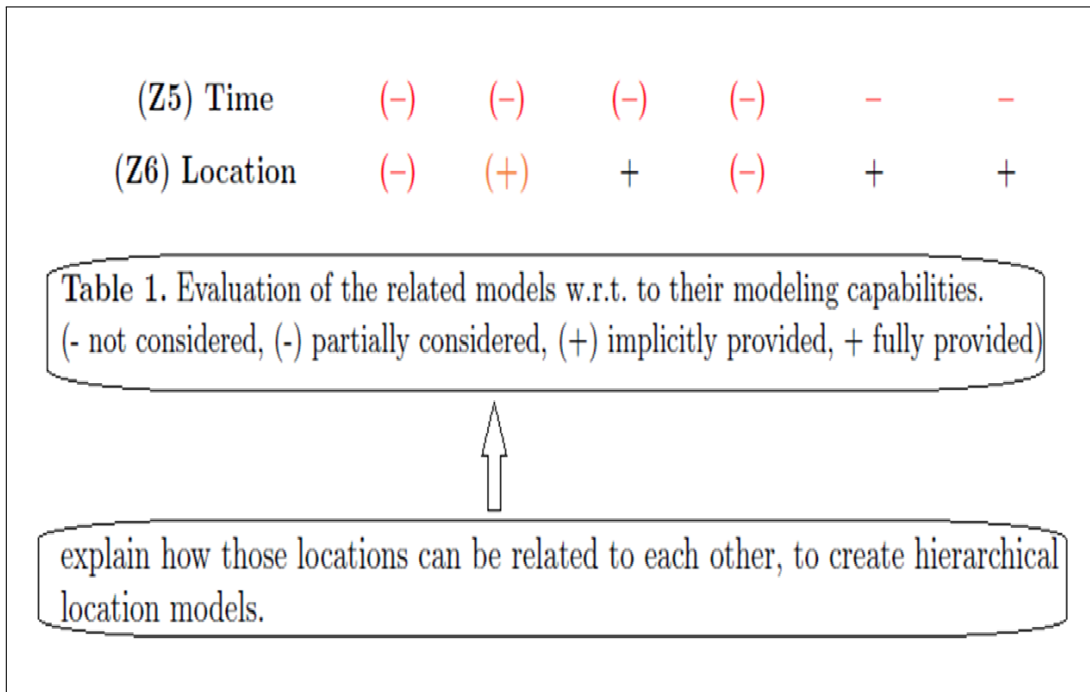 (Z5) Time (–) (–) (–) (–) – –
(Z6) Location (–) (+) + (–) + +
Table 1. Evaluation of the related models w.r.t. to their modeling capabilities.
(- not considered, (-) partially considered, (+) implicitly provided, + fully provided)
explain how those locations can be related to each other, to create hierarchical
location models.